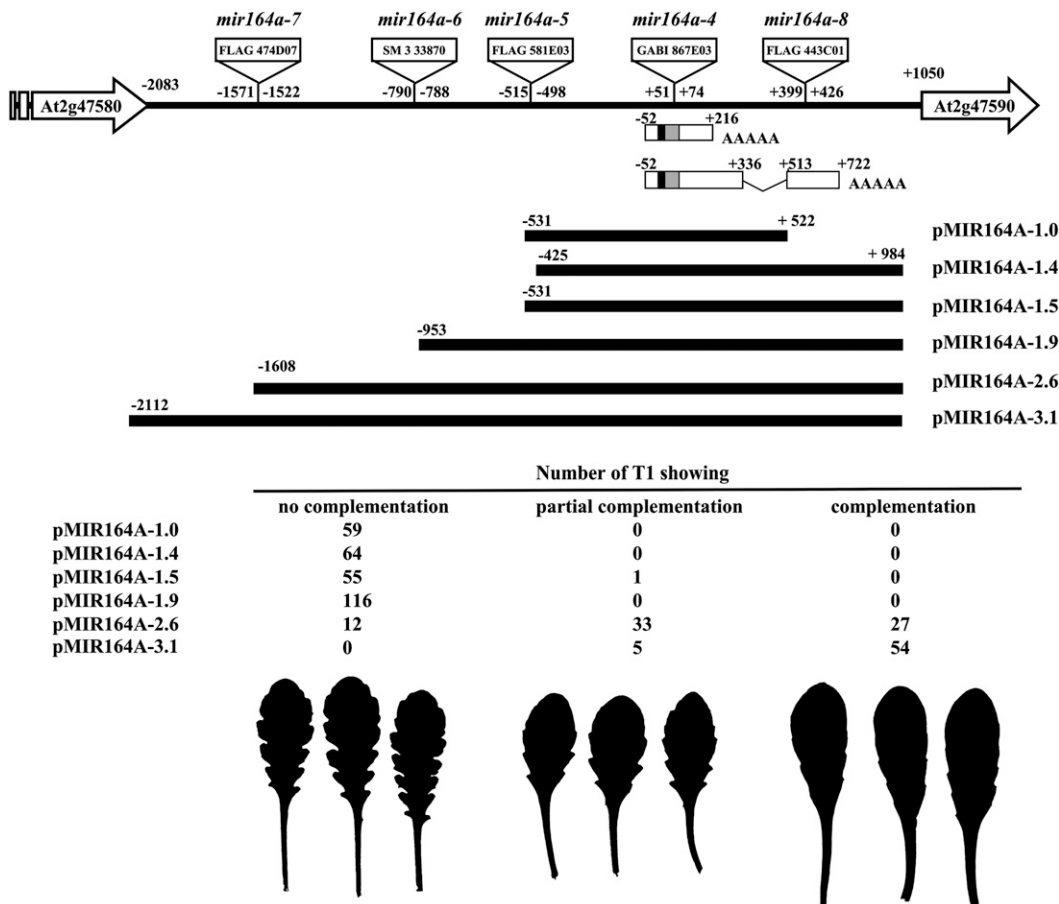 mir164a-7 mir164a-6 mir164a-5 mir164a-4 mir164a-8
FLAG 474D07 SM 3 33870 FLAG 581E03 GABI 867E03 FLAG 443C01
-2083 +1050
-1571 -1522 -790 -788 -515 -498 +51 +74 +399 +426
At2g47580 At2g47590
-52 +216
AAAAA
-52 +336 +513 +722
AAAAA
-531 + 522 pMIR164A-1.0
-425 + 984 pMIR164A-1.4
-531 pMIR164A-1.5
-953 pMIR164A-1.9
-1608 pMIR164A-2.6
-2112 pMIR164A-3.1
Number of T1 showing
no complementation partial complementation complementation
pMIR164A-1.0 59 0 0
pMIR164A-1.4 64 0 0
pMIR164A-1.5 55 1 0
pMIR164A-1.9 116 0 0
pMIR164A-2.6 12 33 27
pMIR164A-3.1 0 5 54